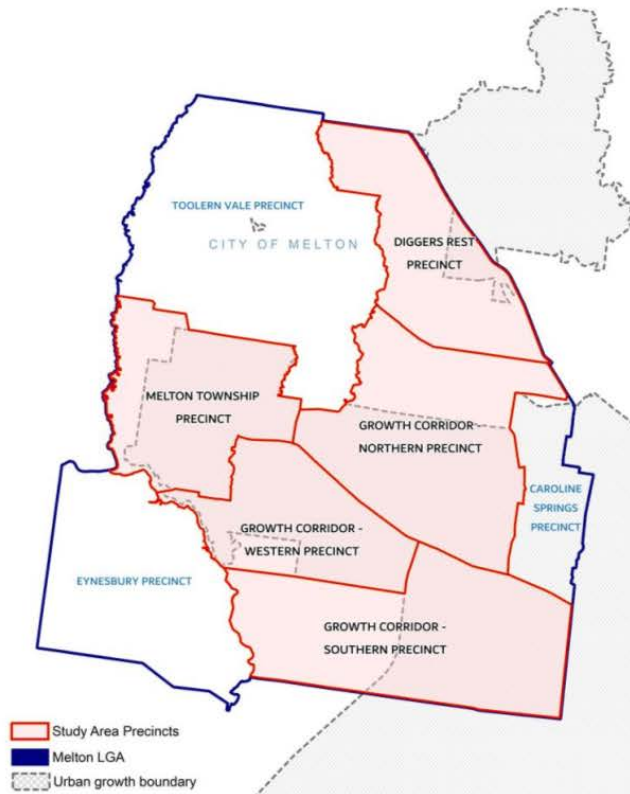 TOOLERN VALE PRECINCT
CITY OF MELTON
DIGGERS REST
PRECINCT
MELTON TOWNSHIP
PRECINCT
GROWTH CORRIDOR-
NORTHERN PRECINCT
CAROLINE
SPRINGS
PRECINCT
GROWTH CORRIDOR -
WESTERN PRECINCT
EYNESBURY PRECINCT
GROWTH CORRIDOR -
SOUTHERN PRECINCT
Study Area Precincts
Melton LGA
Urban growth boundary